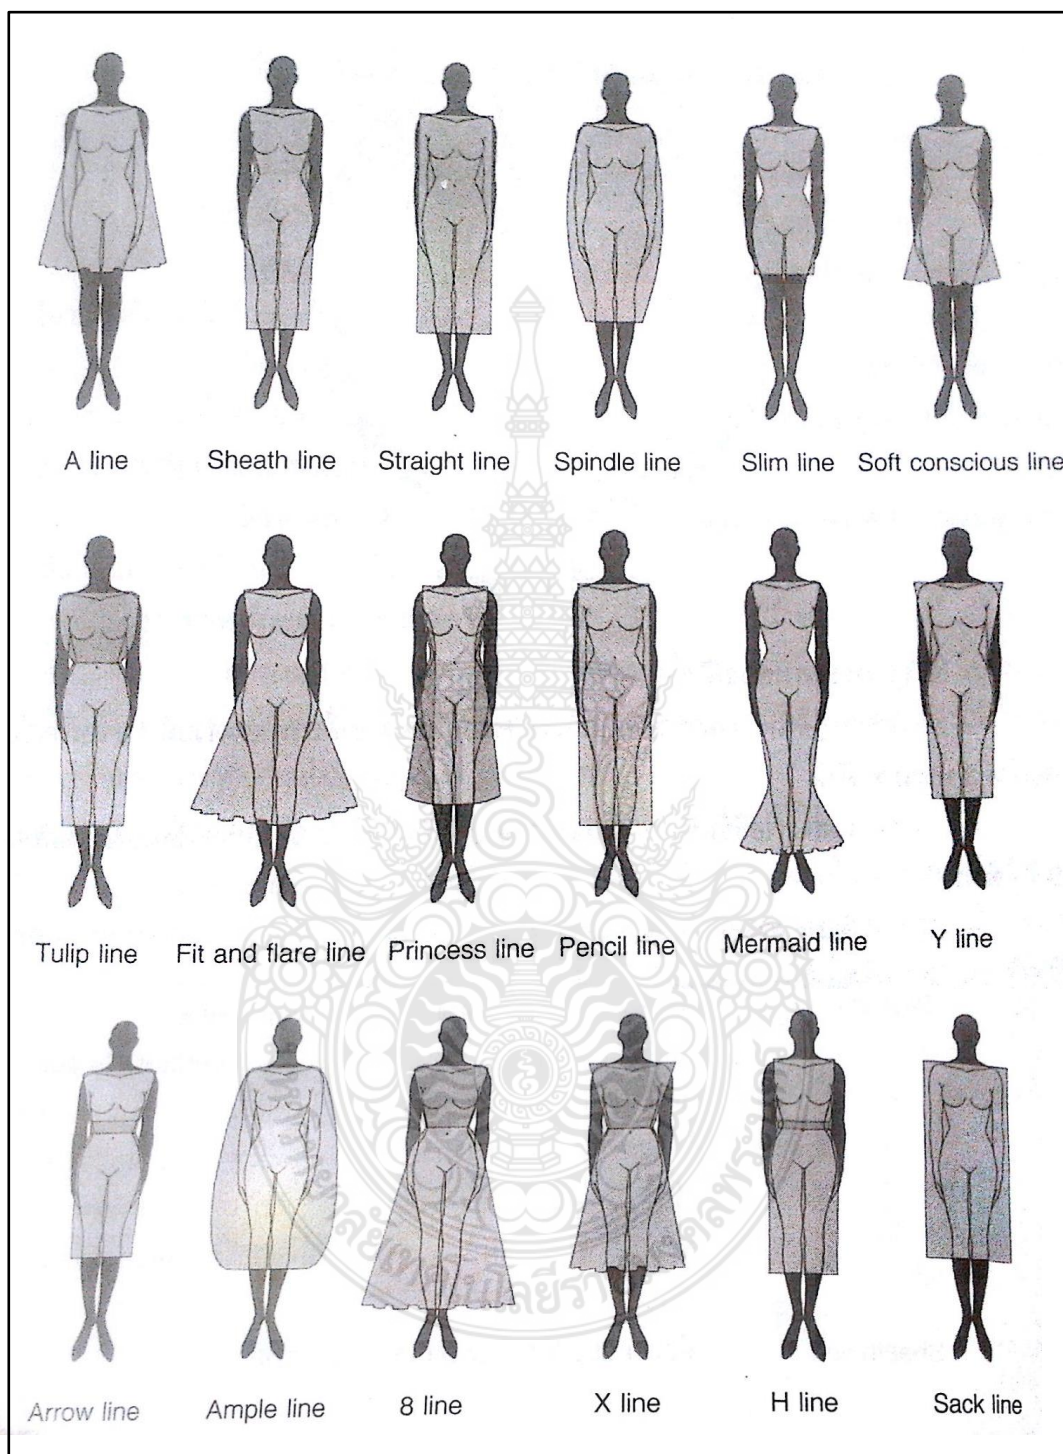 A line Sheath line Straight line Spindle line Slim line Soft conscious line
Tulip line Fit and flare line Princess line Pencil line Mermaid line Y line
Arrow line Ample line 8 line X line H line Sack line